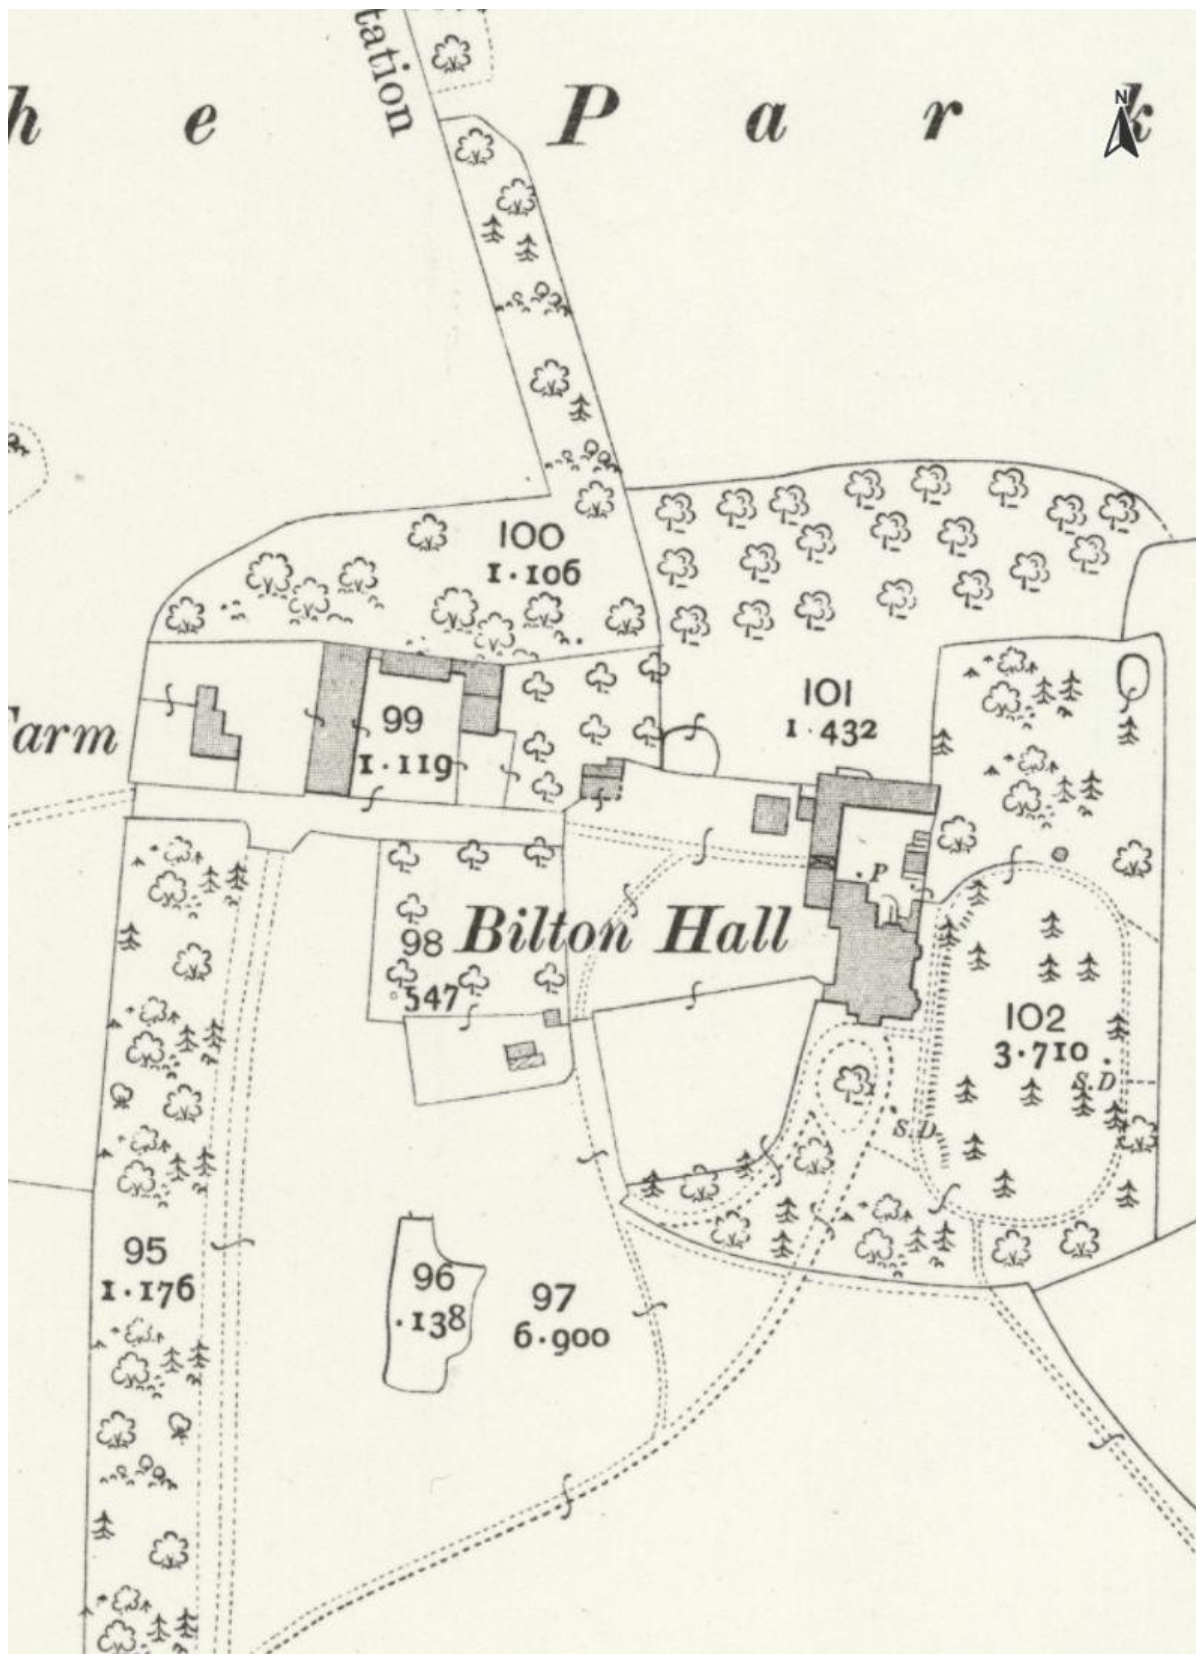 tation
N
h e P a r k
100
1.106
101
1.432
99
1.119
Farm
P
Bilton Hall
98
.547
102
3.710
S.D
S.D
95
1.176
96
.138
97
6.900